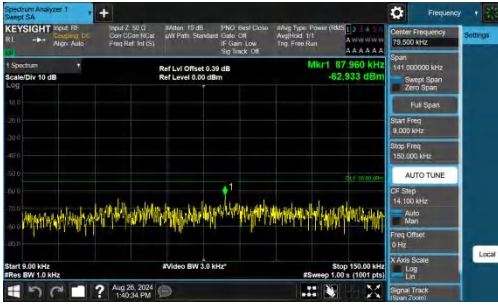 Spectrum Analyzer 1
Swept SA
+
Frequency
KEYSIGHT
Input: RF
Coupling: DC
Align: Auto
Input Z: 50 Ω
Corr CCorr RCal
Freq Ref: Int (S)
#Atten: 10 dB
µW Path: Standard
PNO: Best Close
Gate: Off
IF Gain: Low
Sig Track: Off
#Avg Type: Power (RMS)
Avg|Hold: 1/1
Trig: Free Run
1 2 3 4 5 6
A W W W W W
A A A A A A
Center Frequency
79.500 kHz
Settings
Span
141.000000 kHz
Swept Span
Zero Span
Full Span
Start Freq
9.000 kHz
Stop Freq
150.000 kHz
AUTO TUNE
CF Step
14.100 kHz
Auto
Man
Freq Offset
0 Hz
X Axis Scale
Log
Lin
Signal Track
(Span Zoom)
Local
1 Spectrum
Scale/Div 10 dB
Log
Ref Lvl Offset 0.39 dB
Ref Level 0.00 dBm
Mkr1 87.960 kHz
-62.933 dBm
1
Start 9.00 kHz
#Res BW 1.0 kHz
#Video BW 3.0 kHz*
Stop 150.00 kHz
#Sweep 1.00 s (1001 pts)
?
Aug 26, 2024
1:40:34 PM